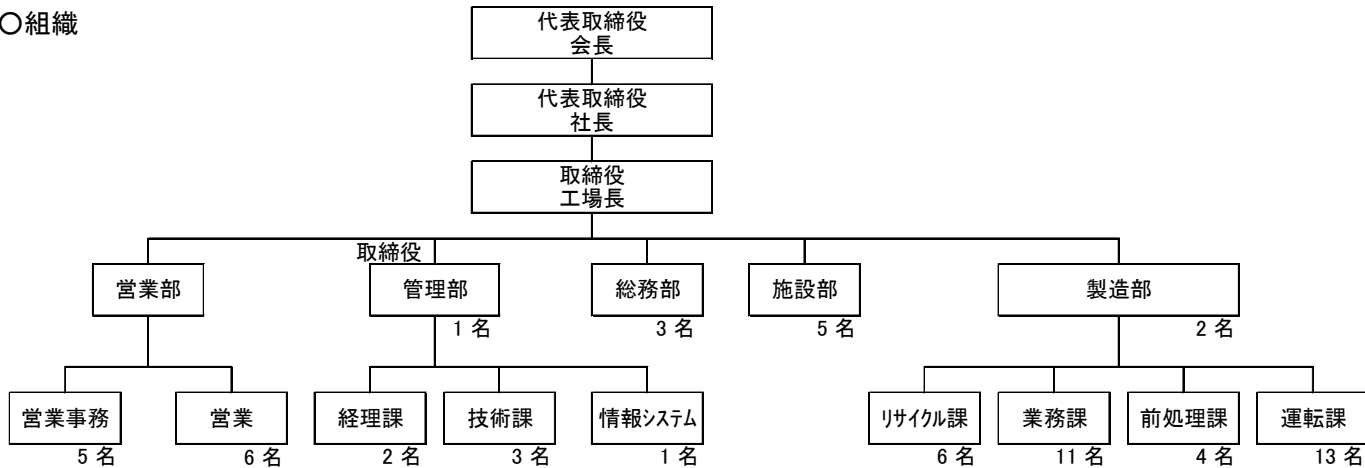 ○組織
代表取締役
会長
代表取締役
社長
取締役
工場長
取締役
営業部
管理部
総務部
施設部
製造部
1 名
3 名
5 名
2 名
営業事務
営業
経理課
技術課
情報システム
リサイクル課
業務課
前処理課
運転課
5 名
6 名
2 名
3 名
1 名
6 名
11 名
4 名
13 名